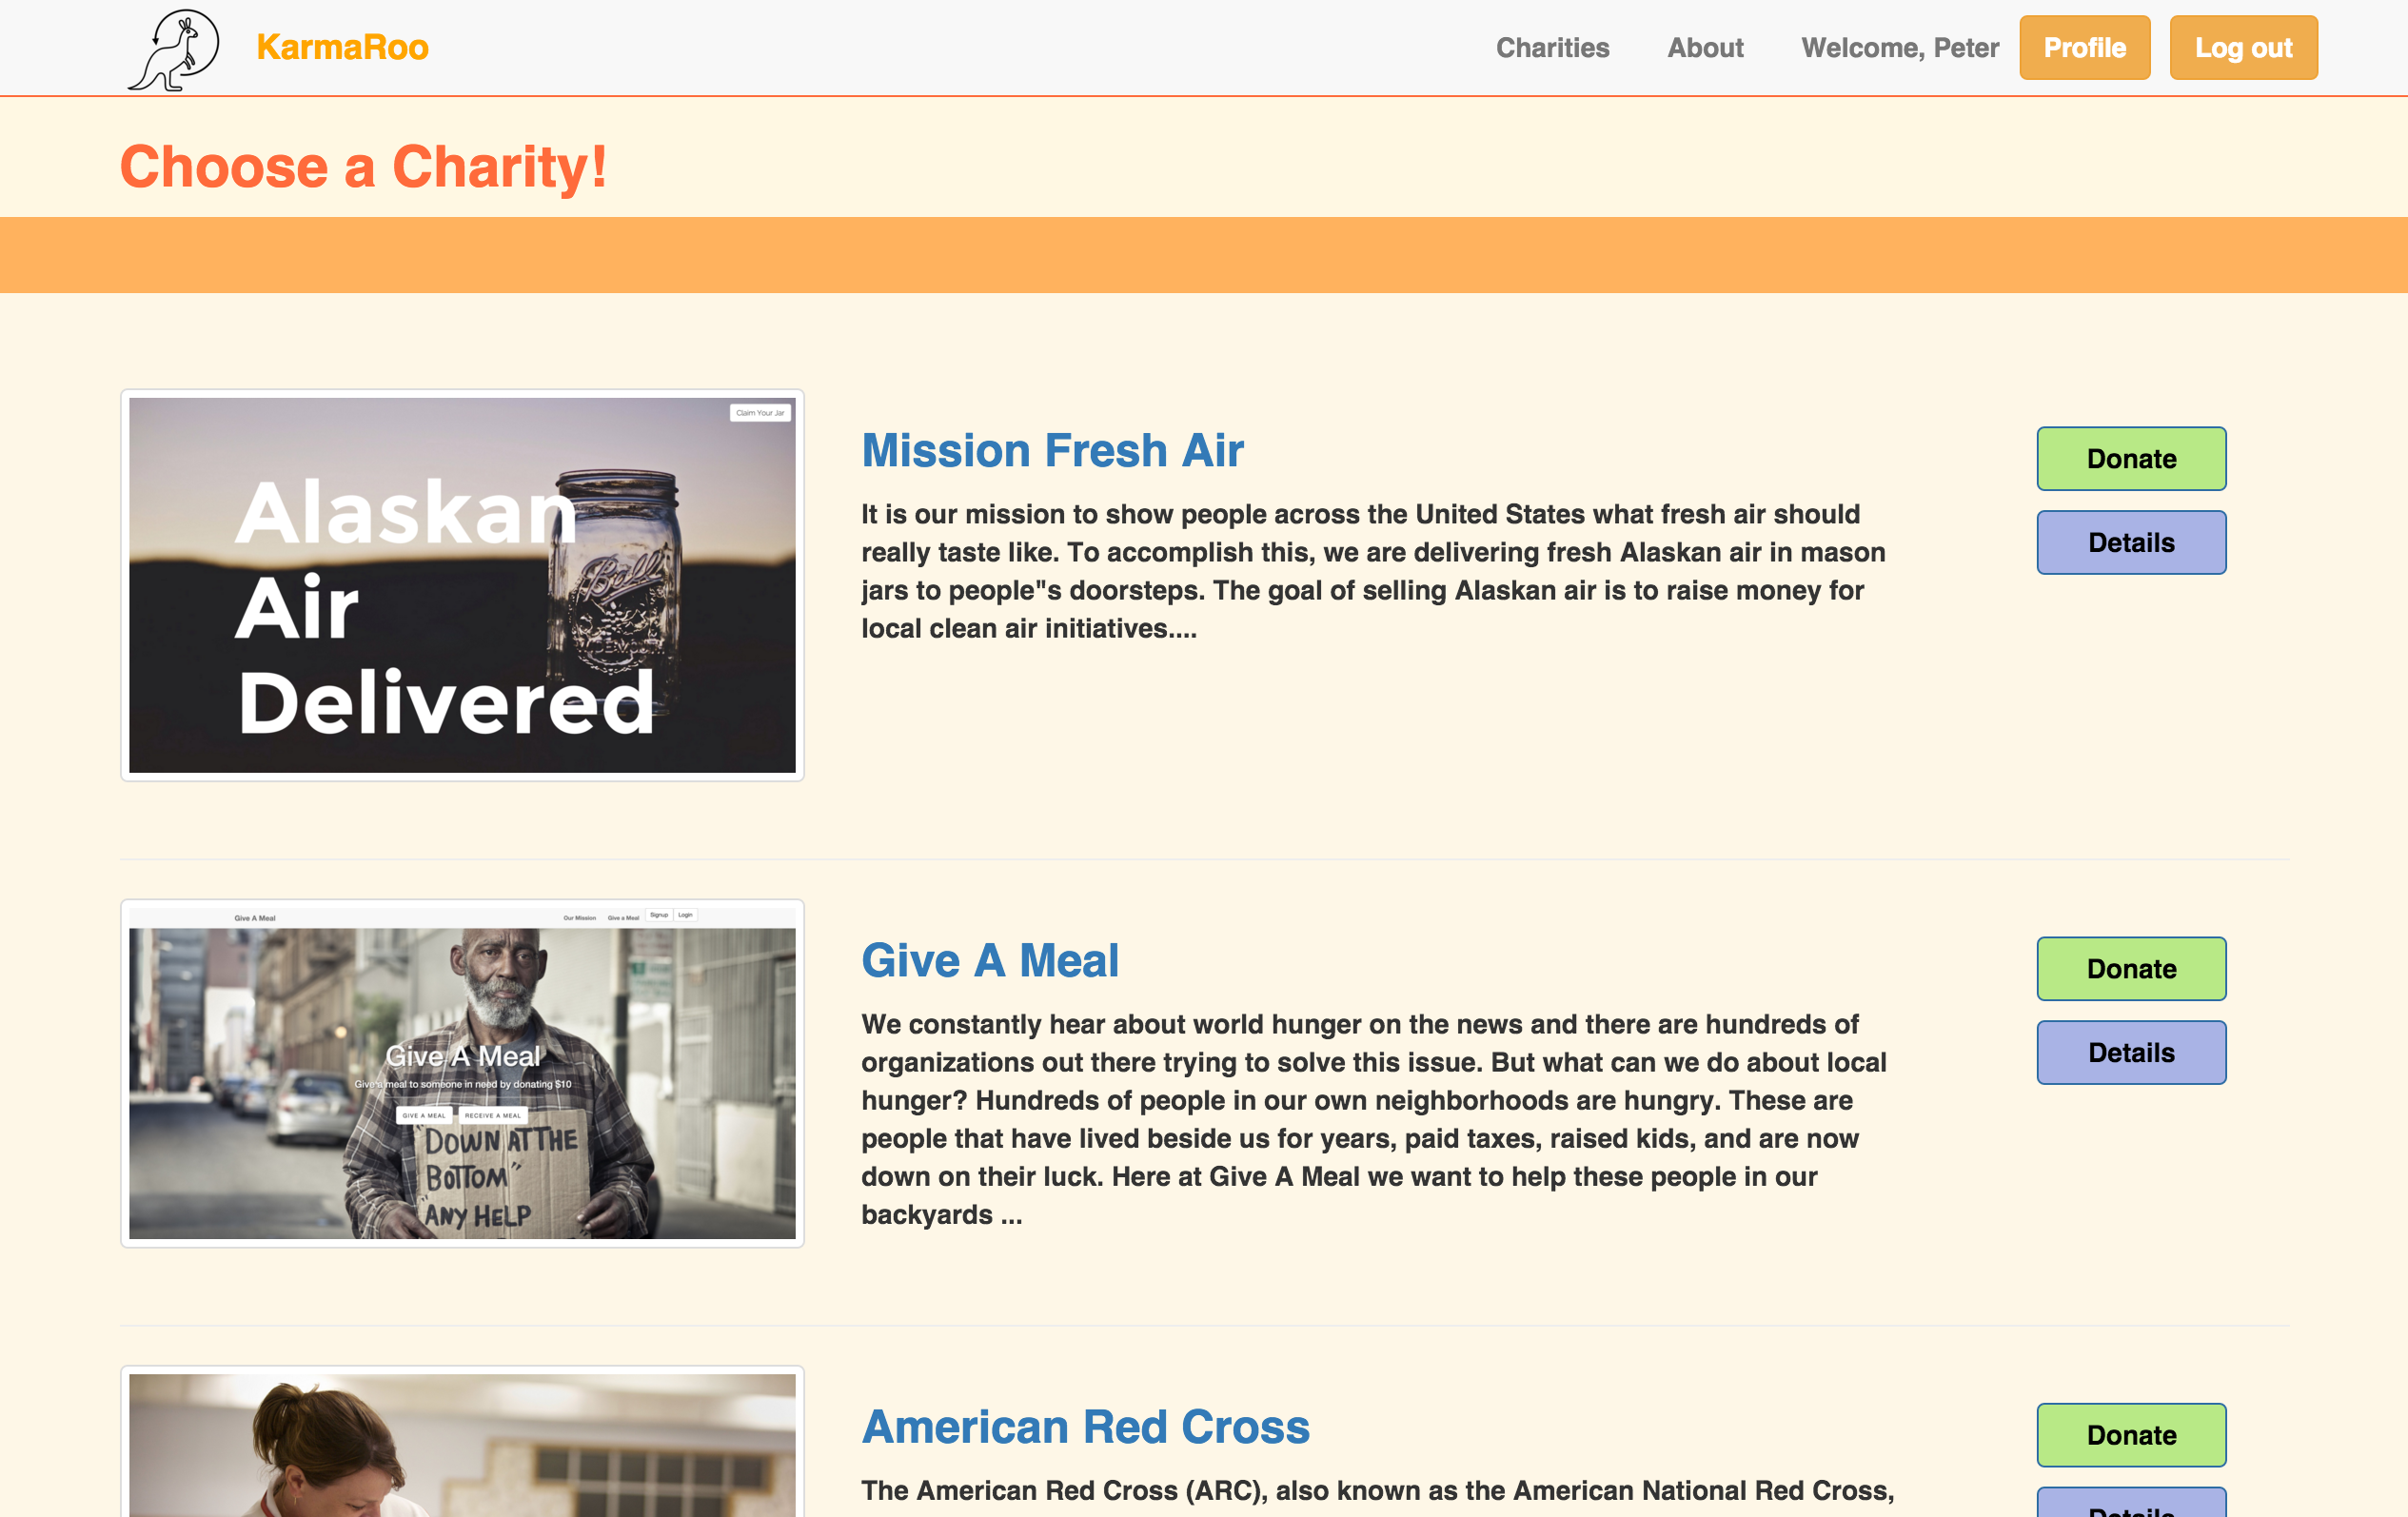 KarmaRoo
Charities
About
Welcome, Peter
Profile
Log out
Choose a Charity!
Claim Your Jar
Alaskan
Air
Delivered
Ball
Mission Fresh Air
It is our mission to show people across the United States what fresh air should
really taste like. To accomplish this, we are delivering fresh Alaskan air in mason
jars to people"s doorsteps. The goal of selling Alaskan air is to raise money for
local clean air initiatives....
Donate
Details
Give A Meal
Our Mission
Give a Meal
Signup
Login
Give A Meal
Give a meal to someone in need by donating $10
GIVE A MEAL
RECEIVE A MEAL
"DOWN AT THE
BOTTOM"
ANY HELP
Give A Meal
We constantly hear about world hunger on the news and there are hundreds of
organizations out there trying to solve this issue. But what can we do about local
hunger? Hundreds of people in our own neighborhoods are hungry. These are
people that have lived beside us for years, paid taxes, raised kids, and are now
down on their luck. Here at Give A Meal we want to help these people in our
backyards ...
Donate
Details
American Red Cross
The American Red Cross (ARC), also known as the American National Red Cross,
Donate
Details